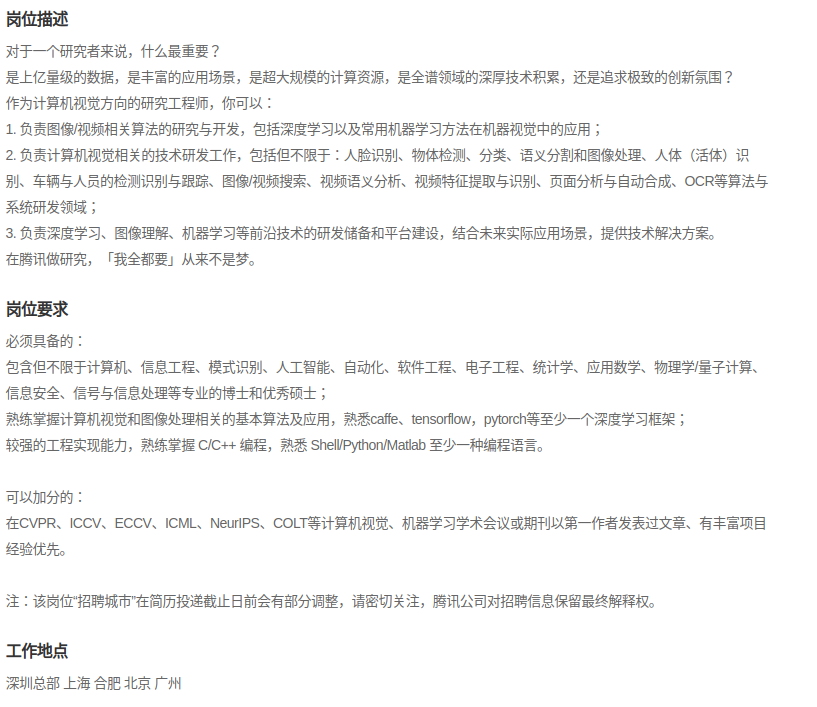 岗位描述
对于一个研究者来说，什么最重要？
是上亿量级的数据，是丰富的应用场景，是超大规模的计算资源，是全谱领域的深厚技术积累，还是追求极致的创新氛围？
作为计算机视觉方向的研究工程师，你可以：
1. 负责图像/视频相关算法的研究与开发，包括深度学习以及常用机器学习方法在机器视觉中的应用；
2. 负责计算机视觉相关的技术研发工作，包括但不限于：人脸识别、物体检测、分类、语义分割和图像处理、人体（活体）识
别、车辆与人员的检测识别与跟踪、图像/视频搜索、视频语义分析、视频特征提取与识别、页面分析与自动合成、OCR等算法与
系统研发领域；
3. 负责深度学习、图像理解、机器学习等前沿技术的研发储备和平台建设，结合未来实际应用场景，提供技术解决方案。
在腾讯做研究，「我全都要」从来不是梦。
岗位要求
必须具备的：
包含但不限于计算机、信息工程、模式识别、人工智能、自动化、软件工程、电子工程、统计学、应用数学、物理学/量子计算、
信息安全、信号与信息处理等专业的博士和优秀硕士；
熟练掌握计算机视觉和图像处理相关的基本算法及应用，熟悉caffe、tensorflow，pytorch等至少一个深度学习框架；
较强的工程实现能力，熟练掌握 C/C++ 编程，熟悉 Shell/Python/Matlab 至少一种编程语言。
可以加分的：
在CVPR、ICCV、ECCV、ICML、NeurIPS、COLT等计算机视觉、机器学习学术会议或期刊以第一作者发表过文章、有丰富项目
经验优先。
注：该岗位“招聘城市”在简历投递截止日前会有部分调整，请密切关注，腾讯公司对招聘信息保留最终解释权。
工作地点
深圳总部 上海 合肥 北京 广州